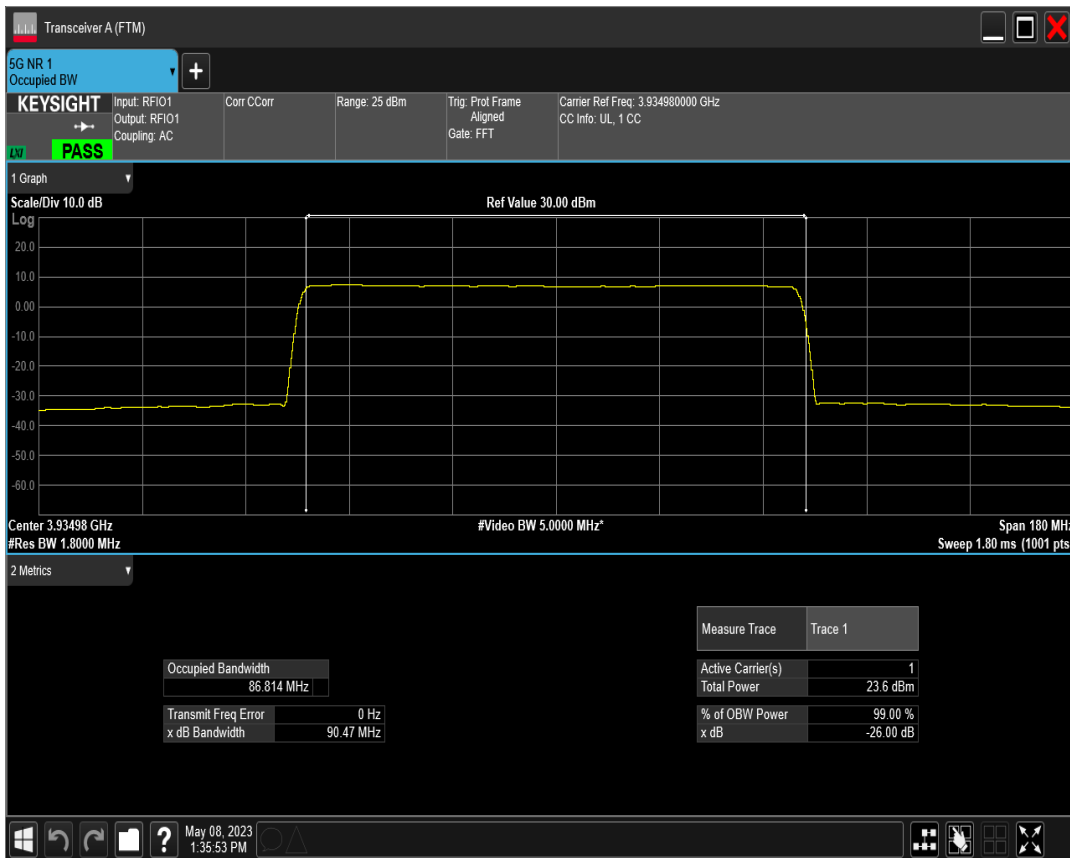 Transceiver A (FTM)
5G NR 1
Occupied BW
+
KEYSIGHT
LXI
PASS
Input: RFIO1
Output: RFIO1
Coupling: AC
Corr CCorr
Range: 25 dBm
Trig: Prot Frame
Aligned
Gate: FFT
Carrier Ref Freq: 3.934980000 GHz
CC Info: UL, 1 CC
1 Graph
Scale/Div 10.0 dB
Ref Value 30.00 dBm
Log
20.0
10.0
0.00
-10.0
-20.0
-30.0
-40.0
-50.0
-60.0
Center 3.93498 GHz
#Video BW 5.0000 MHz*
Span 180 MHz
#Res BW 1.8000 MHz
Sweep 1.80 ms (1001 pts
2 Metrics
Measure Trace Trace 1
Occupied Bandwidth
86.814 MHz
Active Carrier(s) 1
Total Power 23.6 dBm
Transmit Freq Error 0 Hz
x dB Bandwidth 90.47 MHz
% of OBW Power 99.00 %
x dB -26.00 dB
?
May 08, 2023
1:35:53 PM